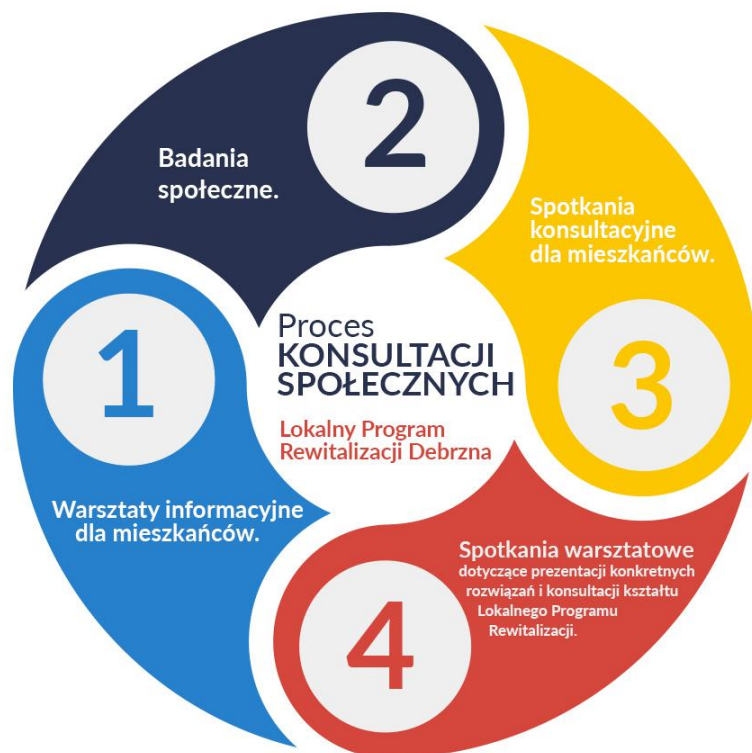 Proces
KONSULTACJI
SPOŁECZNYCH
Lokalny Program
Rewitalizacji Debrzna
1
Warsztaty informacyjne
dla mieszkańców.
2
Badania
społeczne.
3
Spotkania
konsultacyjne
dla mieszkańców.
4
Spotkania warsztatowe
dotyczące prezentacji konkretnych
rozwiązań i konsultacji kształtu
Lokalnego Programu
Rewitalizacji.